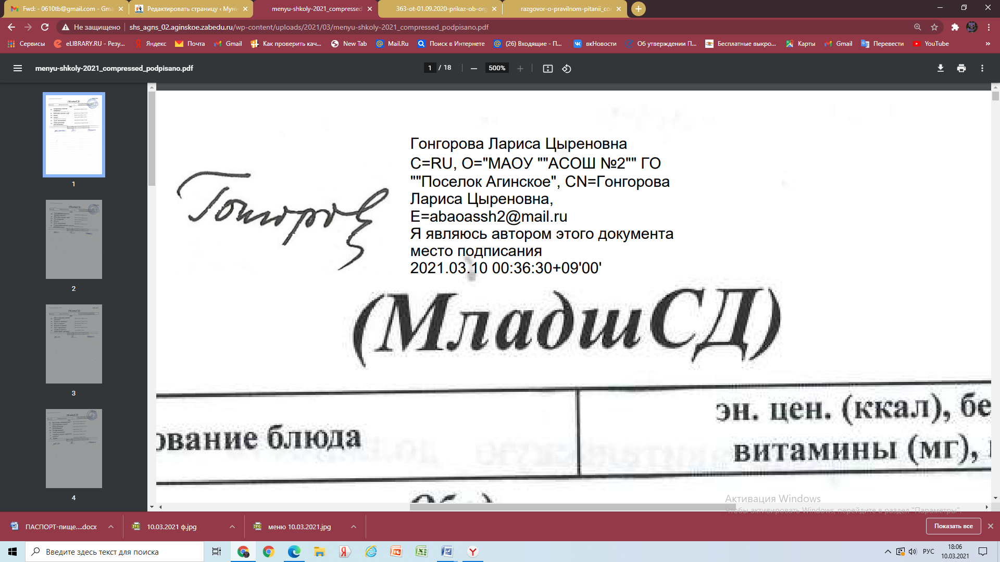 Fwd: - 0610tb@gmail.com - Gma
Редактировать страницу ‹ Муни
menyu-shkoly-2021_compressed
363-ot-01.09.2020-prikaz-ob-org
razgovor-o-pravilnom-pitanii_co
Не защищено
shs_agns_02.aginskoe.zabedu.ru/wp-content/uploads/2021/03/menyu-shkoly-2021_compressed_podpisano.pdf
Сервисы
eLIBRARY.RU - Резу...
Яндекс
Почта
Gmail
Как проверить кач...
New Tab
Mail.Ru
Поиск в Интернете
(26) Входящие - П...
вкНовости
Об утверждении П...
Бесплатные выкро...
Карты
Gmail
Перевести
YouTube
»
menyu-shkoly-2021_compressed_podpisano.pdf
1 / 18
500%
1
2
3
4
Гонгорова Лариса Цыреновна
C=RU, O="МАОУ ""АСОШ №2"" ГО
""Поселок Агинское", CN=Гонгорова
Лариса Цыреновна,
E=abaoassh2@mail.ru
Я являюсь автором этого документа
место подписания
2021.03.10 00:36:30+09'00'
(МладшСД)
ование блюда
эн. цен. (ккал), бе
витамины (мг),
Активация Windows
Чтобы активировать Windows, перейдите в раздел "Параметры".
ПАСПОРТ-пище....docx
10.03.2021 ф.jpg
меню 10.03.2021.jpg
Показать все
Введите здесь текст для поиска
РУС
18:06
10.03.2021